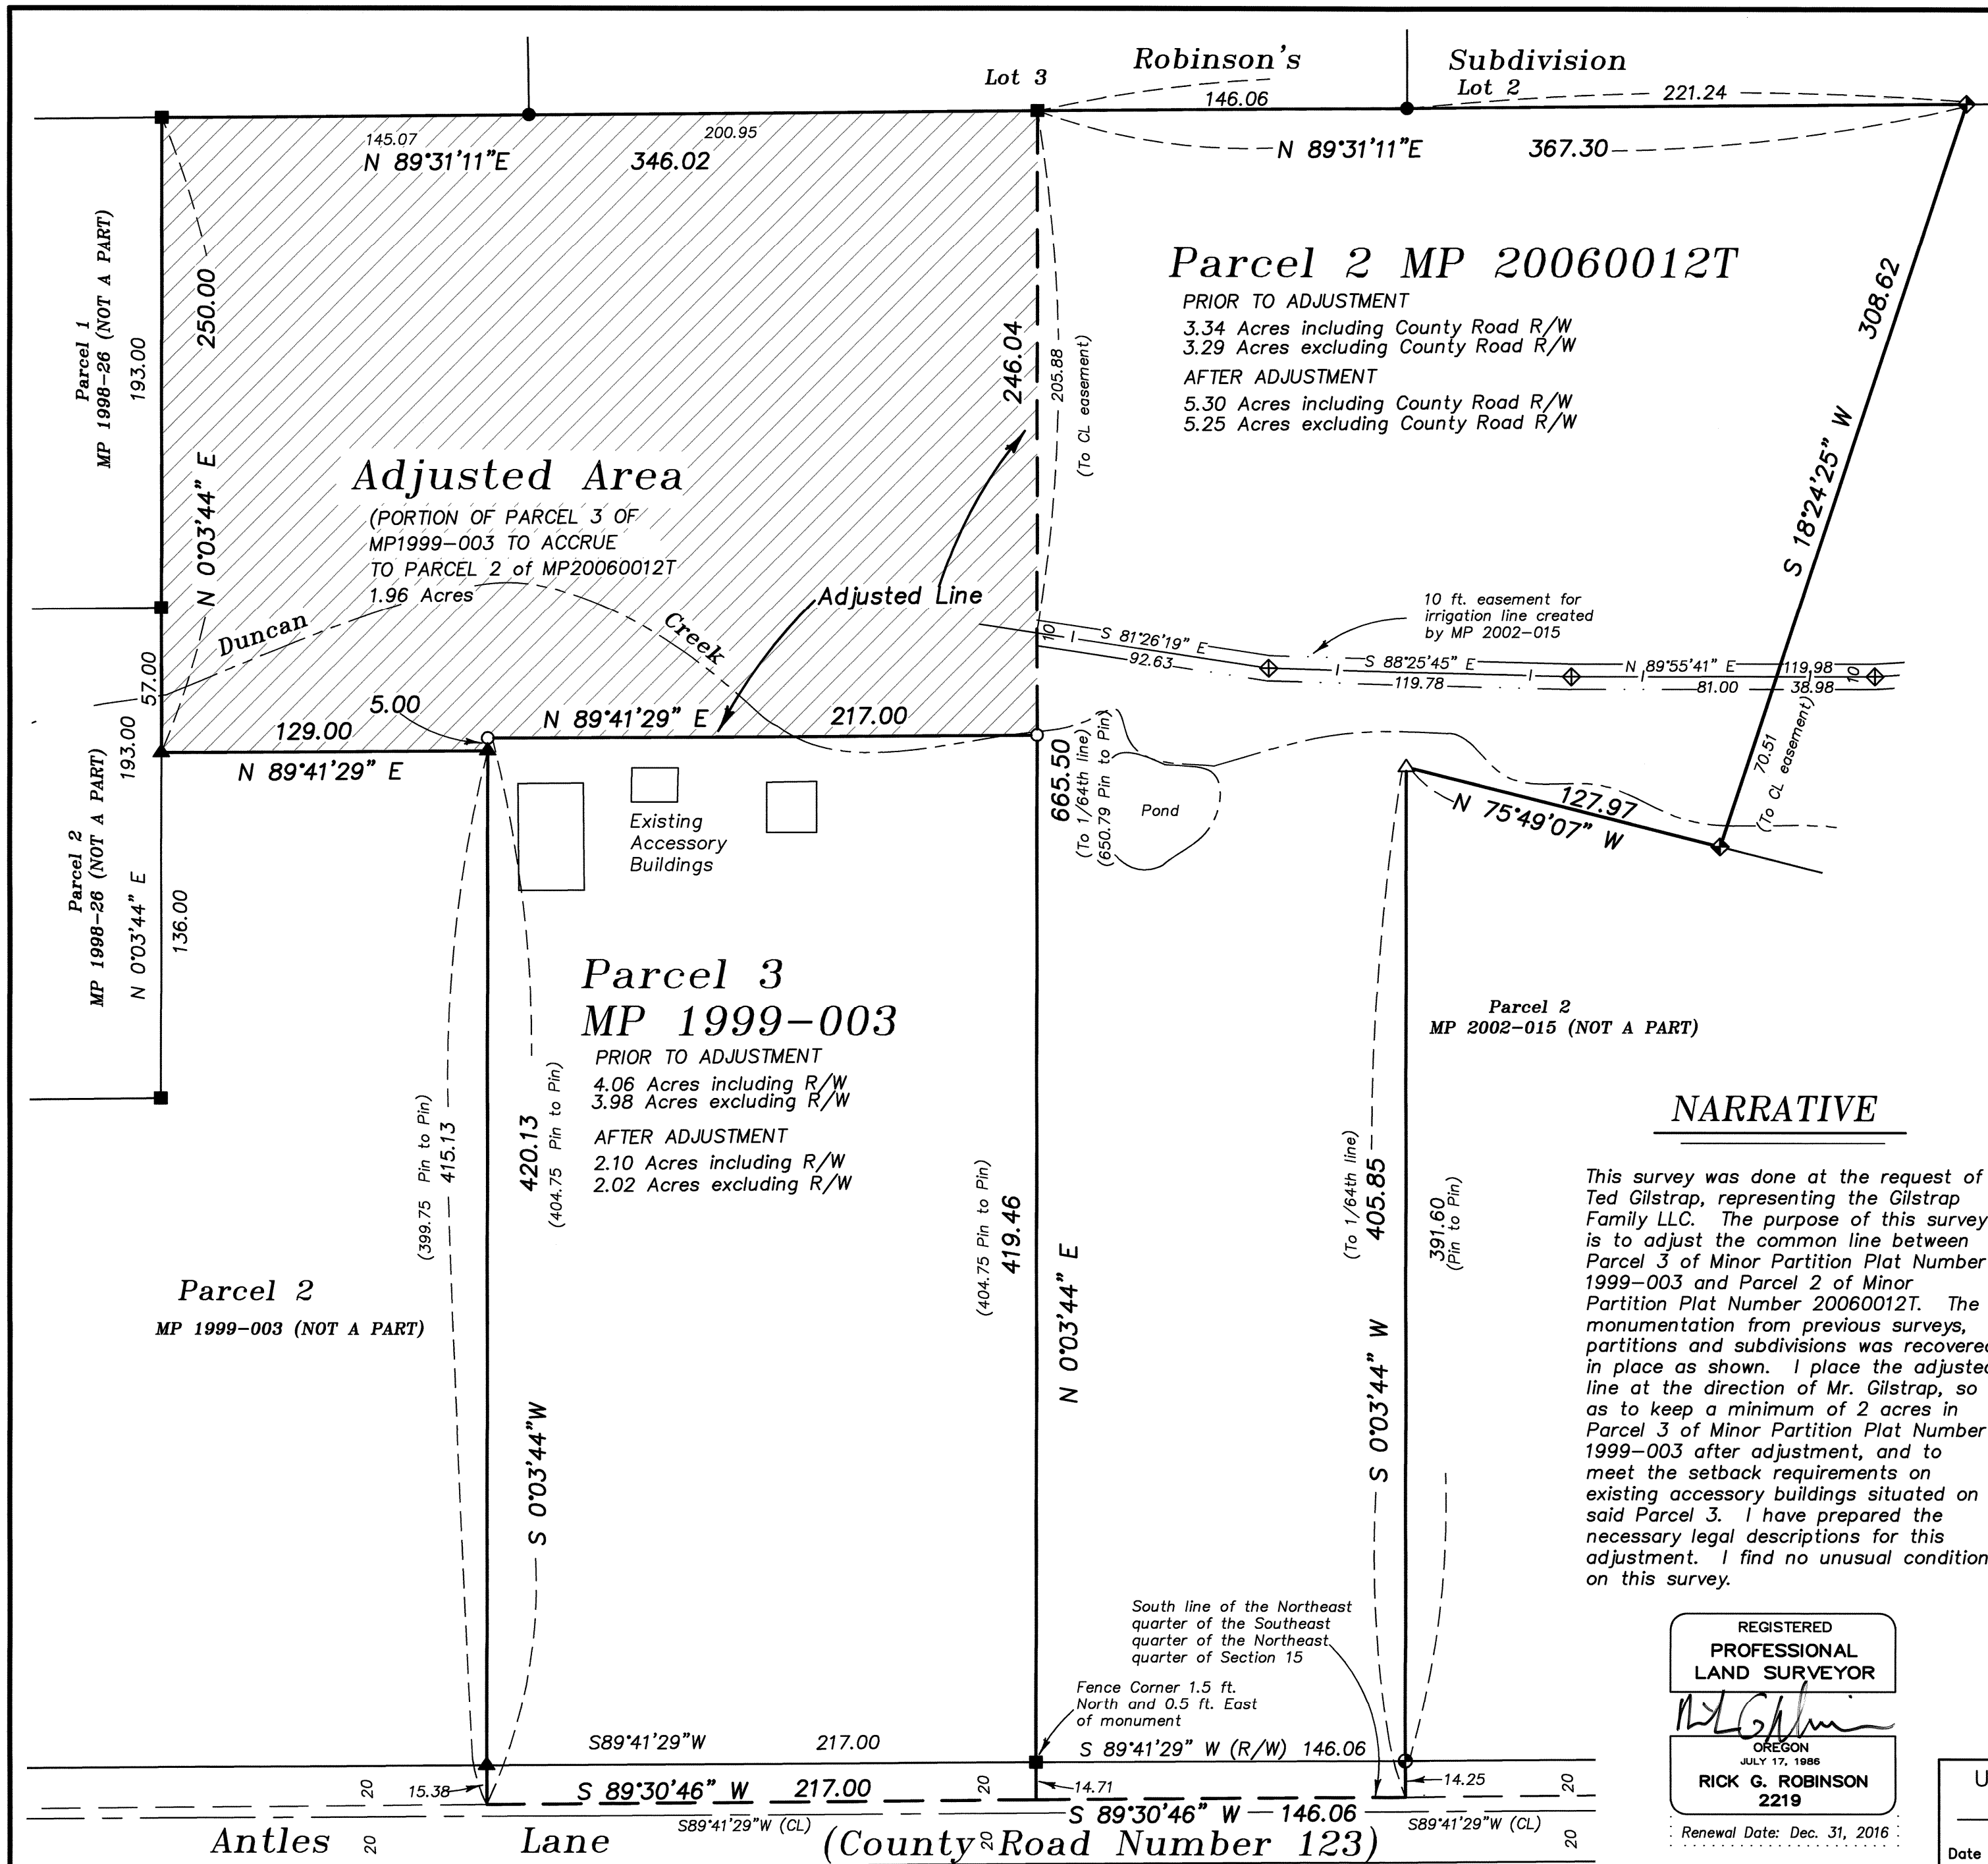 Robinson's
Subdivision
Lot 3
Lot 2
146.06
221.24
N 89°31'11"E
367.30
145.07
200.95
N 89°31'11"E
346.02
Parcel 1
MP 1998-26 (NOT A PART)
193.00
250.00
N 0°03'44" E
246.04
205.88
(To CL easement)
Parcel 2 MP 20060012T
PRIOR TO ADJUSTMENT
3.34 Acres including County Road R/W
3.29 Acres excluding County Road R/W
AFTER ADJUSTMENT
5.30 Acres including County Road R/W
5.25 Acres excluding County Road R/W
308.62
S 18°24'25" W
Adjusted Area
(PORTION OF PARCEL 3 OF
MP1999-003 TO ACCRUE
TO PARCEL 2 of MP20060012T
1.96 Acres
Adjusted Line
Duncan
Creek
10 ft. easement for
irrigation line created
by MP 2002-015
10
S 81°26'19" E
92.63
S 88°25'45" E
119.78
N 89°55'41" E
119.98
81.00
38.98
10
57.00
5.00
129.00
N 89°41'29" E
N 89°41'29" E
217.00
70.51
(To CL easement)
127.97
N 75°49'07" W
665.50
(To 1/64th line)
(650.79 Pin to Pin)
Pond
Existing
Accessory
Buildings
193.00
Parcel 2
MP 1998-26 (NOT A PART)
N 0°03'44" E
136.00
Parcel 3
MP 1999-003
PRIOR TO ADJUSTMENT
4.06 Acres including R/W
3.98 Acres excluding R/W
AFTER ADJUSTMENT
2.10 Acres including R/W
2.02 Acres excluding R/W
(399.75 Pin to Pin)
415.13
420.13
(404.75 Pin to Pin)
S 0°03'44"W
(404.75 Pin to Pin)
419.46
N 0°03'44" E
(To 1/64th line)
405.85
S 0°03'44" W
391.60
(Pin to Pin)
Parcel 2
MP 2002-015 (NOT A PART)
Parcel 2
MP 1999-003 (NOT A PART)
NARRATIVE
This survey was done at the request of
Ted Gilstrap, representing the Gilstrap
Family LLC. The purpose of this survey
is to adjust the common line between
Parcel 3 of Minor Partition Plat Number
1999-003 and Parcel 2 of Minor
Partition Plat Number 20060012T. The
monumentation from previous surveys,
partitions and subdivisions was recovered
in place as shown. I place the adjusted
line at the direction of Mr. Gilstrap, so
as to keep a minimum of 2 acres in
Parcel 3 of Minor Partition Plat Number
1999-003 after adjustment, and to
meet the setback requirements on
existing accessory buildings situated on
said Parcel 3. I have prepared the
necessary legal descriptions for this
adjustment. I find no unusual condition
on this survey.
South line of the Northeast
quarter of the Southeast
quarter of the Northeast
quarter of Section 15
Fence Corner 1.5 ft.
North and 0.5 ft. East
of monument
S89°41'29"W
217.00
S 89°41'29" W (R/W) 146.06
20
15.38
S 89°30'46" W
217.00
20
14.71
14.25
20
S 89°30'46" W
146.06
S89°41'29"W (CL)
S89°41'29"W (CL)
Antles
20
Lane
(County Road Number 123)
20
20
REGISTERED
PROFESSIONAL
LAND SURVEYOR
OREGON
JULY 17, 1986
RICK G. ROBINSON
2219
Renewal Date: Dec. 31, 2016
U
Date